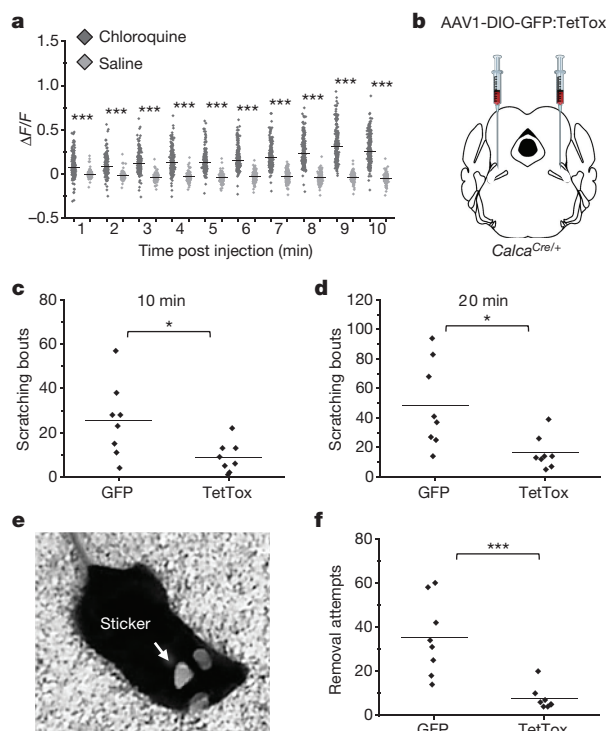 a
1.5
1.0
0.5
0
–0.5
ΔF/F
Chloroquine
Saline
*** *** *** *** *** *** *** *** *** ***
1 2 3 4 5 6 7 8 9 10
Time post injection (min)
b AAV1-DIO-GFP:TetTox
Calca^Cre/+
c
10 min
80
60
40
20
0
Scratching bouts
*
GFP TetTox
d
20 min
120
100
80
60
40
20
0
Scratching bouts
*
GFP TetTox
e
Sticker
f
80
60
40
20
0
Removal attempts
***
GFP TetTox